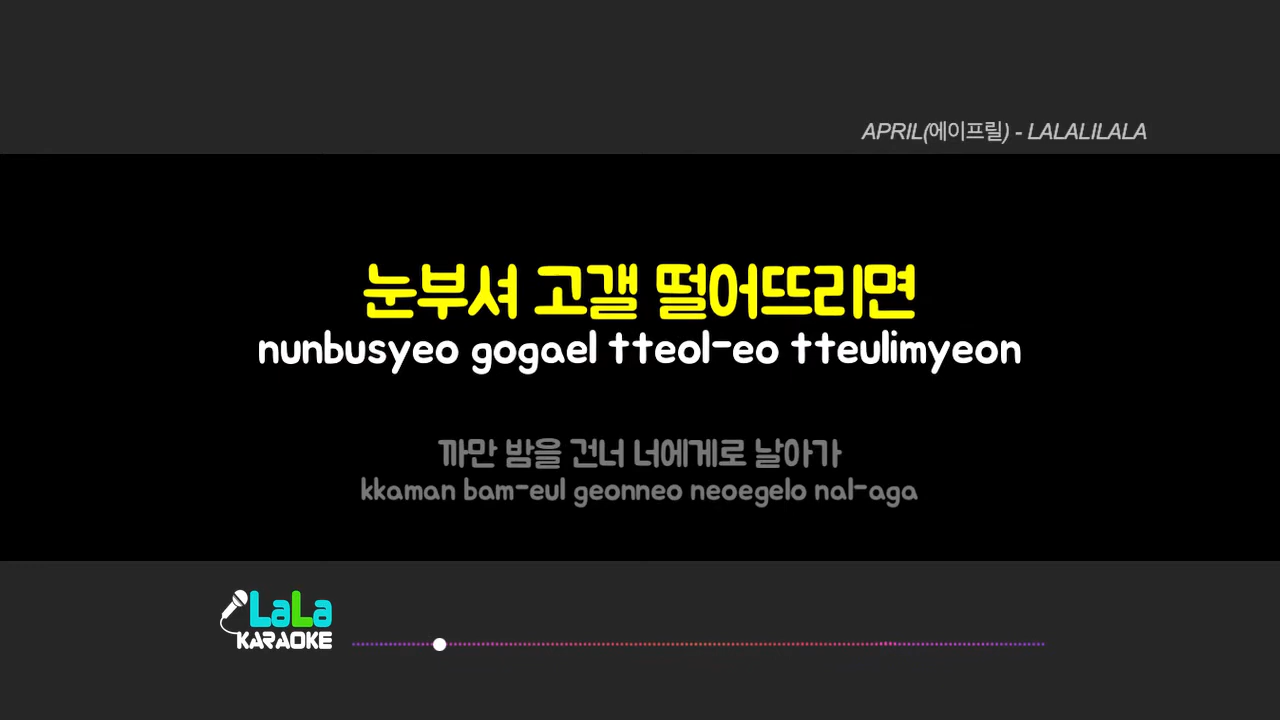 APRIL(에이프릴) - LALALILALA
눈부셔 고갤 떨어뜨리면
nunbusyeo gogael tteol-eo tteulimyeon
까만 밤을 건너 너에게로 날아가
kkaman bam-eul geonneo neoegelo nal-aga
LaLa
KARAOKE